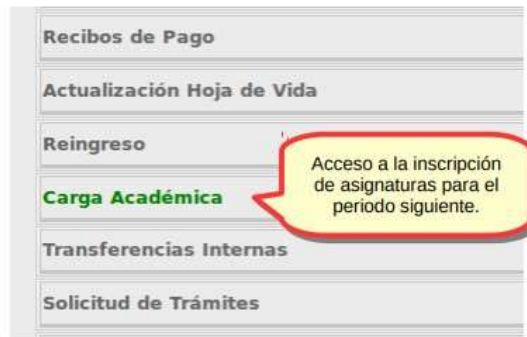 Recibos de Pago
Actualización Hoja de Vida
Reingreso
Acceso a la inscripción
de asignaturas para el
periodo siguiente.
Carga Académica
Transferencias Internas
Solicitud de Trámites